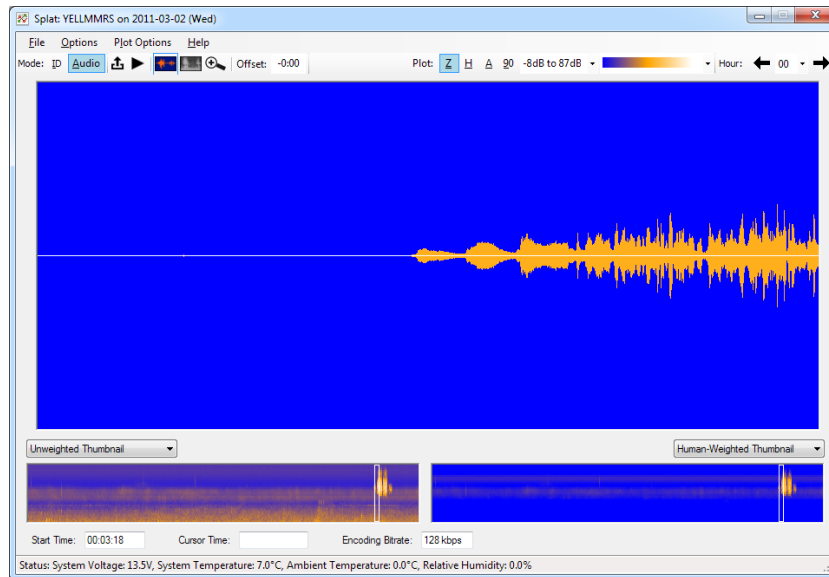 Splat: YELLMMRS on 2011-03-02 (Wed)
File Options Plot Options Help
Mode: ID Audio Offset: -0:00 Plot: Z H A 90 -8dB to 87dB Hour: 00
Unweighted Thumbnail Human-Weighted Thumbnail
Start Time: 00:03:18 Cursor Time: Encoding Bitrate: 128 kbps
Status: System Voltage: 13.5V, System Temperature: 7.0°C, Ambient Temperature: 0.0°C, Relative Humidity: 0.0%